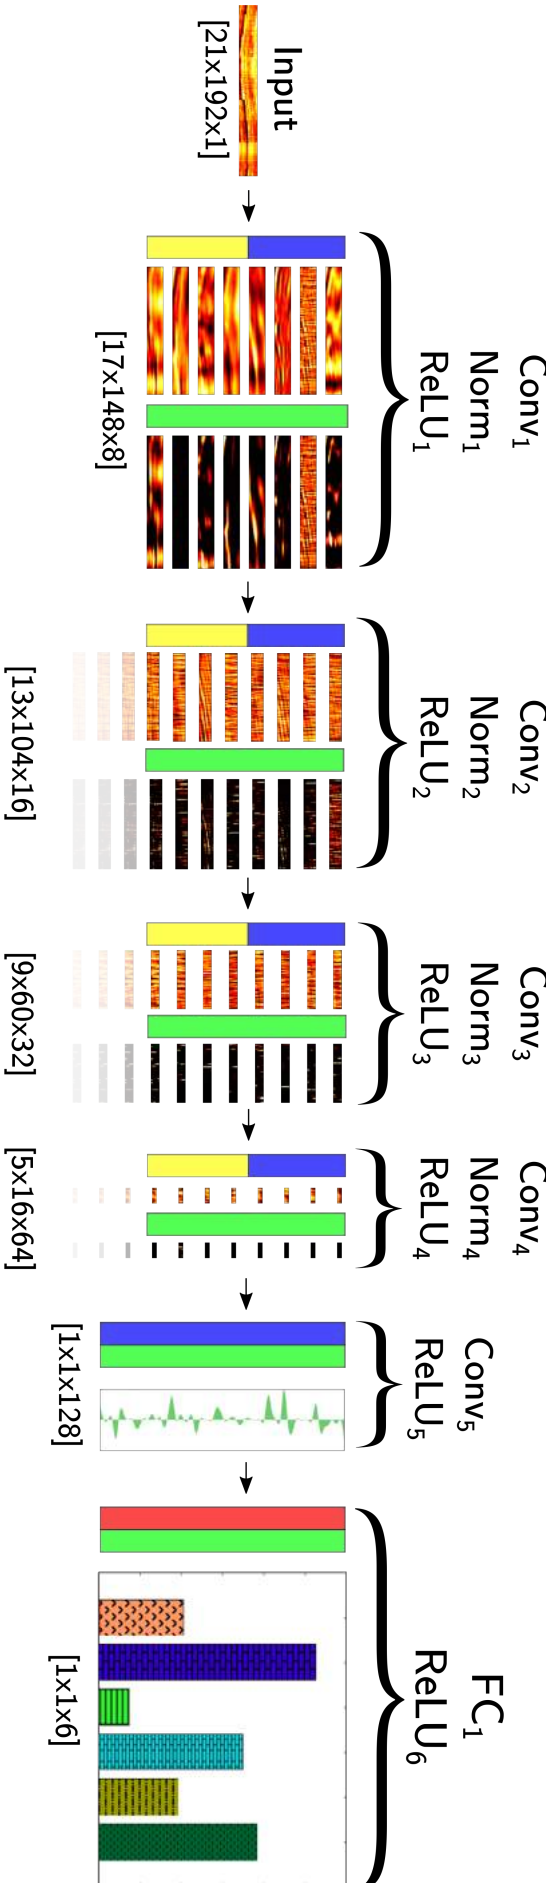 Input
[21x192x1]
Conv₁
Norm₁
ReLU₁
[17x148x8]
Conv₂
Norm₂
ReLU₂
[13x104x16]
Conv₃
Norm₃
ReLU₃
[9x60x32]
Conv₄
Norm₄
ReLU₄
[5x16x64]
Conv₅
ReLU₅
[1x1x128]
FC₁
ReLU₆
[1x1x6]